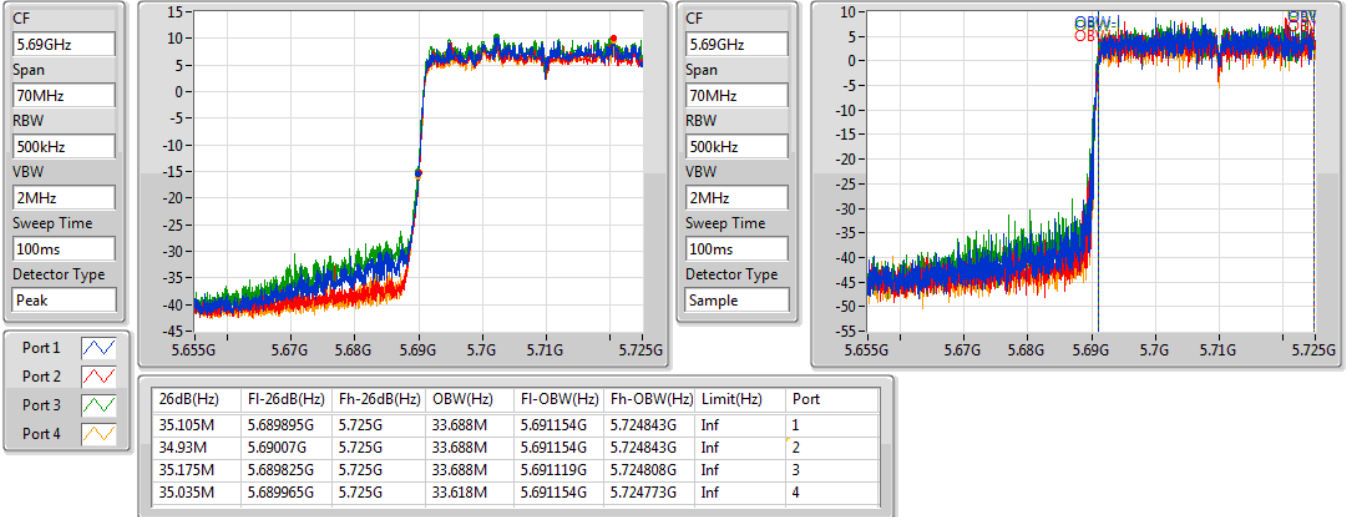 CF
5.69GHz
Span
70MHz
RBW
500kHz
VBW
2MHz
Sweep Time
100ms
Detector Type
Peak
15
10
5
0
-5
-10
-15
-20
-25
-30
-35
-40
-45
5.655G 5.67G 5.68G 5.69G 5.7G 5.71G 5.725G
CF
5.69GHz
Span
70MHz
RBW
500kHz
VBW
2MHz
Sweep Time
100ms
Detector Type
Sample
10
5
0
-5
-10
-15
-20
-25
-30
-35
-40
-45
-50
-55
5.655G 5.67G 5.68G 5.69G 5.7G 5.71G 5.725G
Port 1
Port 2
Port 3
Port 4
26dB(Hz) Fl-26dB(Hz) Fh-26dB(Hz) OBW(Hz) Fl-OBW(Hz) Fh-OBW(Hz) Limit(Hz) Port
35.105M 5.689895G 5.725G 33.688M 5.691154G 5.724843G Inf 1
34.93M 5.69007G 5.725G 33.688M 5.691154G 5.724843G Inf 2
35.175M 5.689825G 5.725G 33.688M 5.691119G 5.724808G Inf 3
35.035M 5.689965G 5.725G 33.618M 5.691154G 5.724773G Inf 4